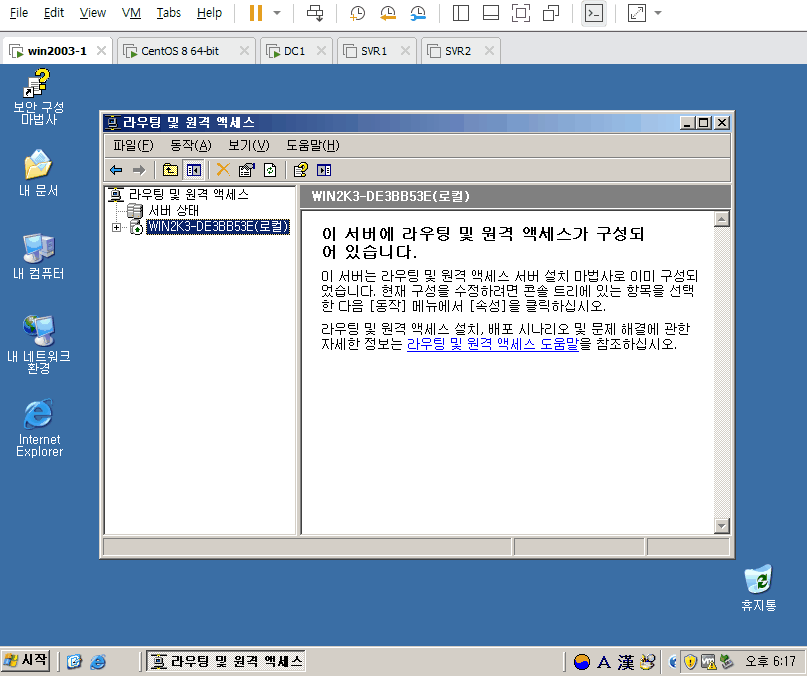 File Edit View VM Tabs Help
win2003-1 CentOS 8 64-bit DC1 SVR1 SVR2
보안 구성
마법사
내 문서
내 컴퓨터
내 네트워크
환경
Internet
Explorer
라우팅 및 원격 액세스
파일(F) 동작(A) 보기(V) 도움말(H)
라우팅 및 원격 액세스
서버 상태
WIN2K3-DE3BB53E(로컬)
WIN2K3-DE3BB53E(로컬)
이 서버에 라우팅 및 원격 액세스가 구성되
어 있습니다.
이 서버는 라우팅 및 원격 액세스 서버 설치 마법사로 이미 구성되
었습니다. 현재 구성을 수정하려면 콘솔 트리에 있는 항목을 선택
한 다음 [동작] 메뉴에서 [속성]을 클릭하십시오.
라우팅 및 원격 액세스 설치, 배포 시나리오 및 문제 해결에 관한
자세한 정보는 라우팅 및 원격 액세스 도움말을 참조하십시오.
휴지통
시작 라우팅 및 원격 액세스 A 漢 오후 6:17